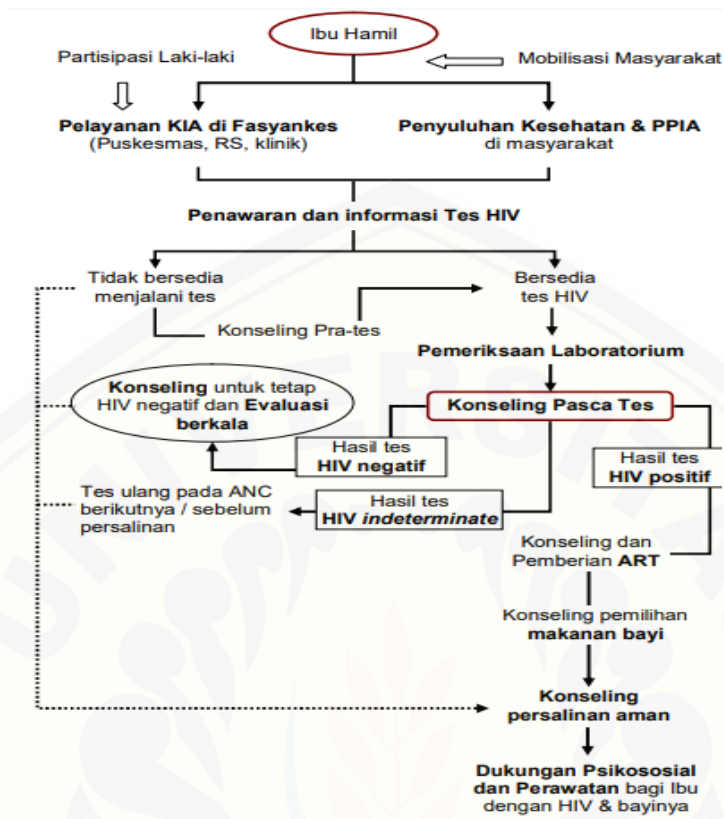 Ibu Hamil
Partisipasi Laki-laki
Mobilisasi Masyarakat
Pelayanan KIA di Fasyankes
(Puskesmas, RS, klinik)
Penyuluhan Kesehatan & PPIA
di masyarakat
Penawaran dan informasi Tes HIV
Tidak bersedia
menjalani tes
Bersedia
tes HIV
Konseling Pra-tes
Pemeriksaan Laboratorium
Konseling untuk tetap
HIV negatif dan Evaluasi
berkala
Konseling Pasca Tes
Hasil tes
HIV negatif
Hasil tes
HIV positif
Tes ulang pada ANC
berikutnya / sebelum
persalinan
Hasil tes
HIV indeterminate
Konseling dan
Pemberian ART
Konseling pemilihan
makanan bayi
Konseling
persalinan aman
Dukungan Psikososial
dan Perawatan bagi Ibu
dengan HIV & bayinya